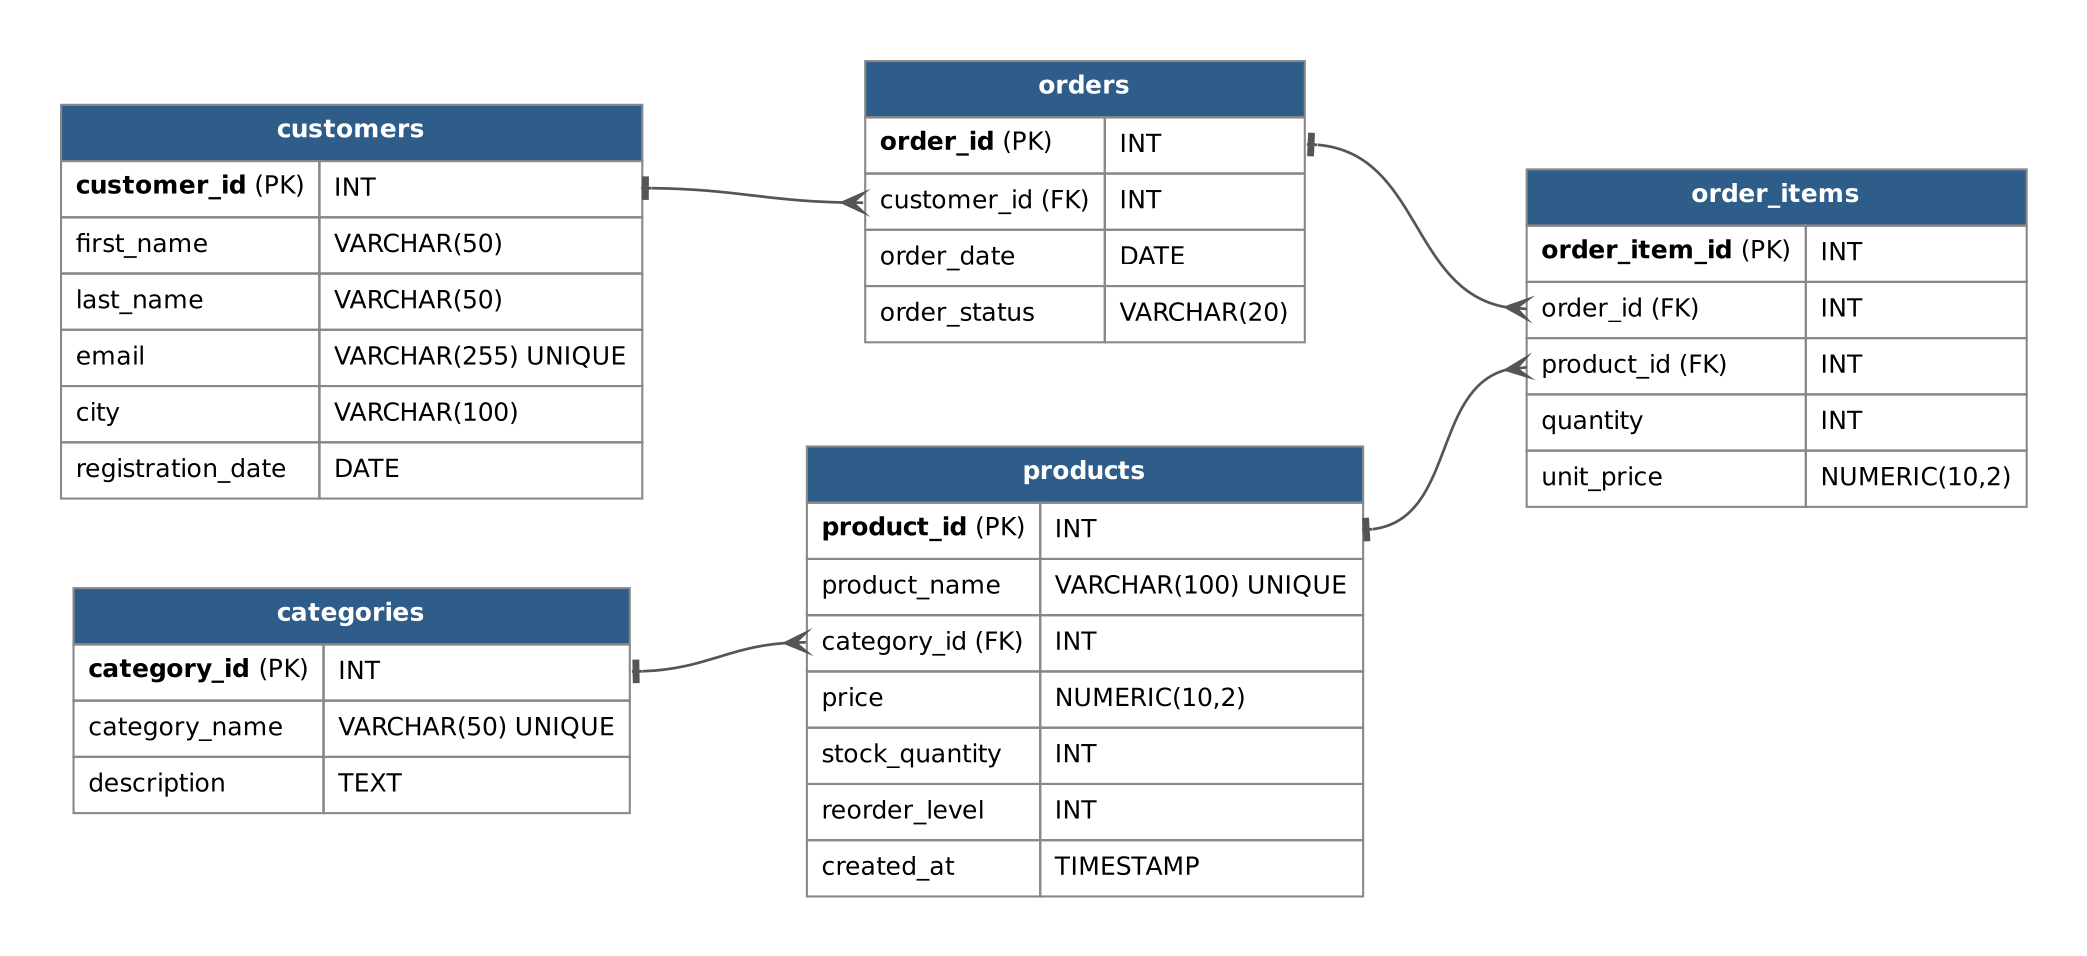 customers
customer_id (PK) INT
first_name VARCHAR(50)
last_name VARCHAR(50)
email VARCHAR(255) UNIQUE
city VARCHAR(100)
registration_date DATE
categories
category_id (PK) INT
category_name VARCHAR(50) UNIQUE
description TEXT
orders
order_id (PK) INT
customer_id (FK) INT
order_date DATE
order_status VARCHAR(20)
products
product_id (PK) INT
product_name VARCHAR(100) UNIQUE
category_id (FK) INT
price NUMERIC(10,2)
stock_quantity INT
reorder_level INT
created_at TIMESTAMP
order_items
order_item_id (PK) INT
order_id (FK) INT
product_id (FK) INT
quantity INT
unit_price NUMERIC(10,2)